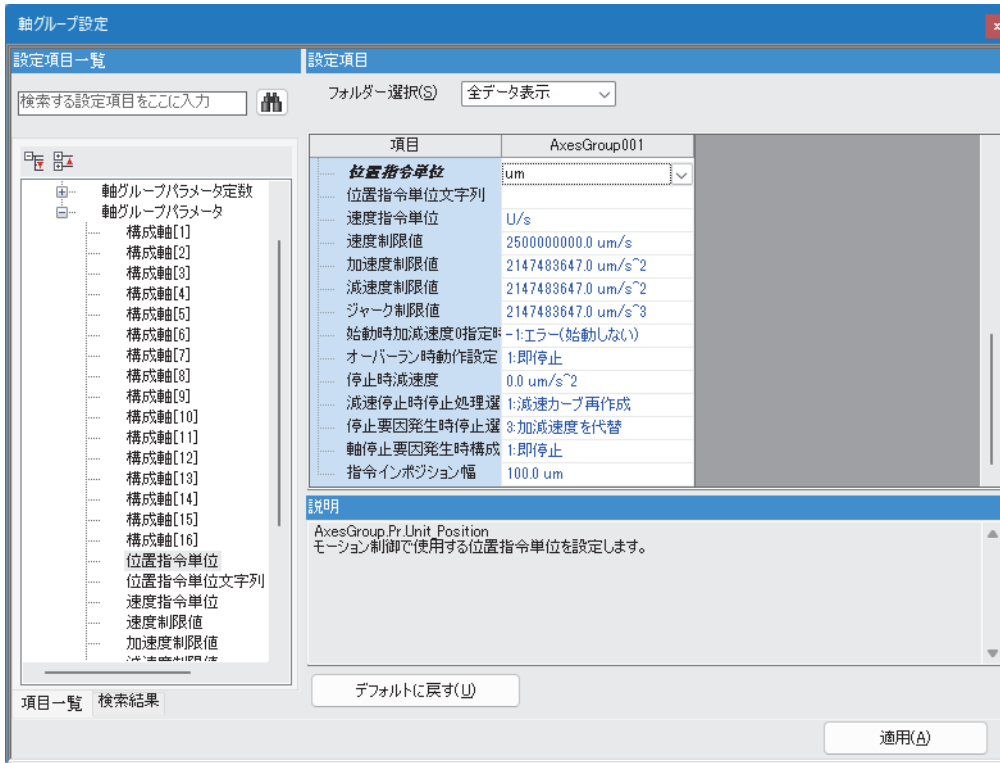 軸グループ設定
設定項目一覧
検索する設定項目をここに入力
軸グループパラメータ定数
軸グループパラメータ
構成軸[1]
構成軸[2]
構成軸[3]
構成軸[4]
構成軸[5]
構成軸[6]
構成軸[7]
構成軸[8]
構成軸[9]
構成軸[10]
構成軸[11]
構成軸[12]
構成軸[13]
構成軸[14]
構成軸[15]
構成軸[16]
位置指令単位
位置指令単位文字列
速度指令単位
速度制限値
加速度制限値
項目一覧 検索結果
設定項目
フォルダー選択(S) 全データ表示
項目 AxesGroup001
位置指令単位 um
位置指令単位文字列
速度指令単位 U/s
速度制限値 2500000000.0 um/s
加速度制限値 2147483647.0 um/s^2
減速度制限値 2147483647.0 um/s^2
ジャーク制限値 2147483647.0 um/s^3
始動時加減速度0指定時 -1:エラー(始動しない)
オーバーラン時動作設定 1:即停止
停止時減速度 0.0 um/s^2
減速停止時停止処理選 1:減速カーブ再作成
停止要因発生時停止選 3:加減速度を代替
軸停止要因発生時構成 1:即停止
指令インポジション幅 100.0 um
説明
AxesGroup.Pr.Unit_Position
モーション制御で使用する位置指令単位を設定します。
デフォルトに戻す(U)
適用(A)